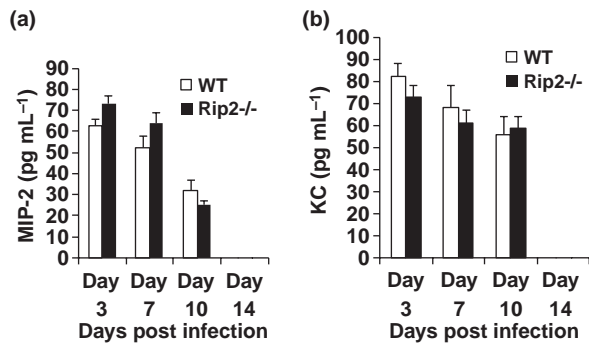 (a)
MIP-2 (pg mL⁻¹)
90
80
70
60
50
40
30
20
10
0
WT
Rip2-/-
Day Day Day Day
3 7 10 14
Days post infection
(b)
KC (pg mL⁻¹)
100
90
80
70
60
50
40
30
20
10
0
WT
Rip2-/-
Day Day Day Day
3 7 10 14
Days post infection